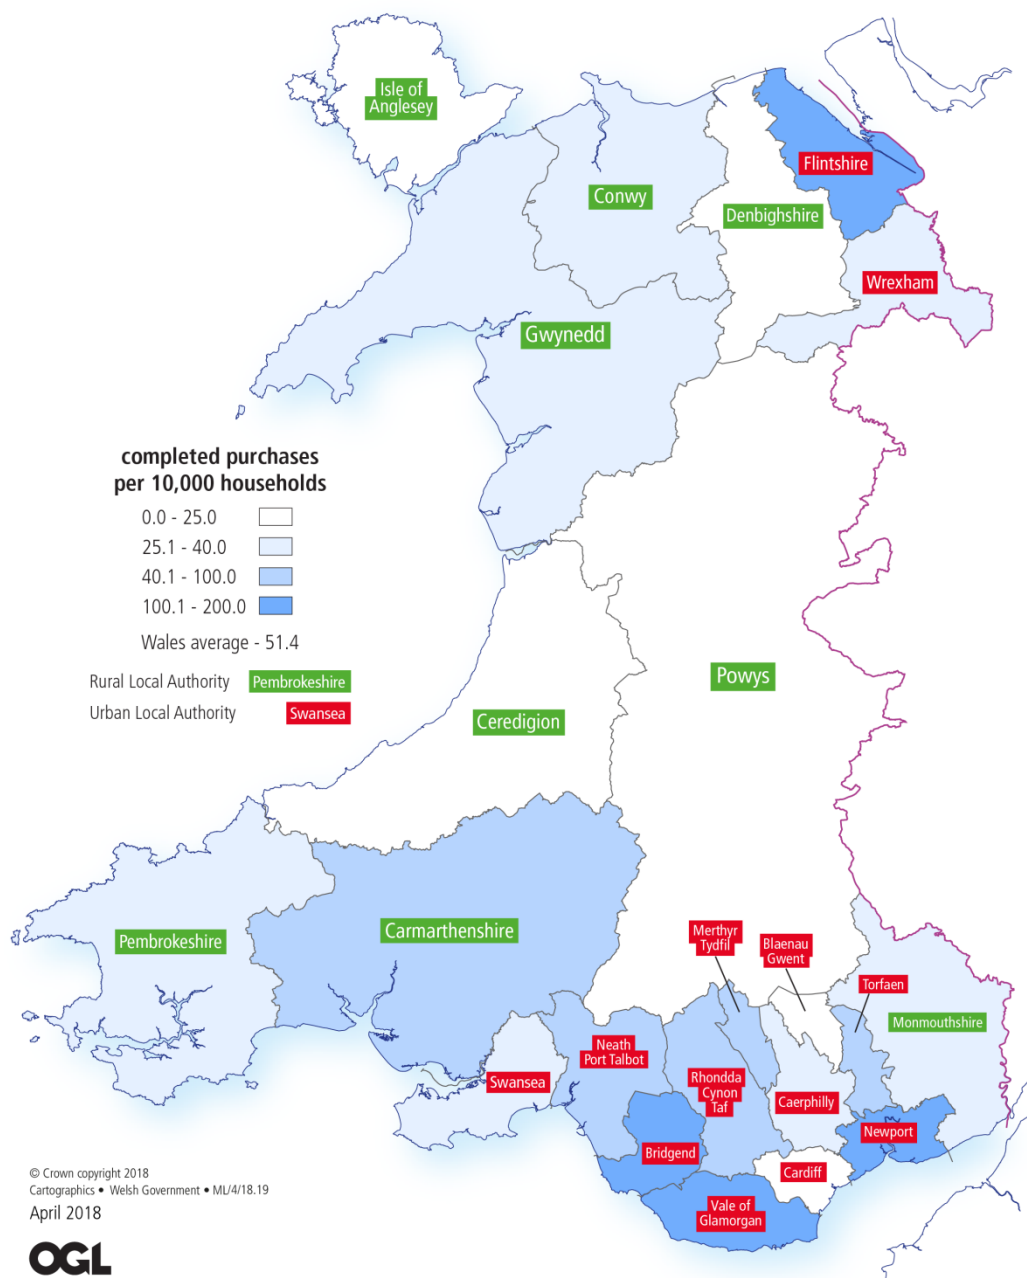 Isle of
Anglesey
Flintshire
Conwy
Denbighshire
Wrexham
Gwynedd
completed purchases
per 10,000 households
0.0 - 25.0
25.1 - 40.0
40.1 - 100.0
100.1 - 200.0
Wales average - 51.4
Rural Local Authority Pembrokeshire
Urban Local Authority Swansea
Powys
Ceredigion
Pembrokeshire
Carmarthenshire
Merthyr
Tydfil
Blaenau
Gwent
Torfaen
Monmouthshire
Neath
Port Talbot
Swansea
Rhondda
Cynon
Taf
Caerphilly
Newport
Bridgend
Cardiff
Vale of
Glamorgan
© Crown copyright 2018
Cartographics • Welsh Government • ML/4/18.19
April 2018
OGL